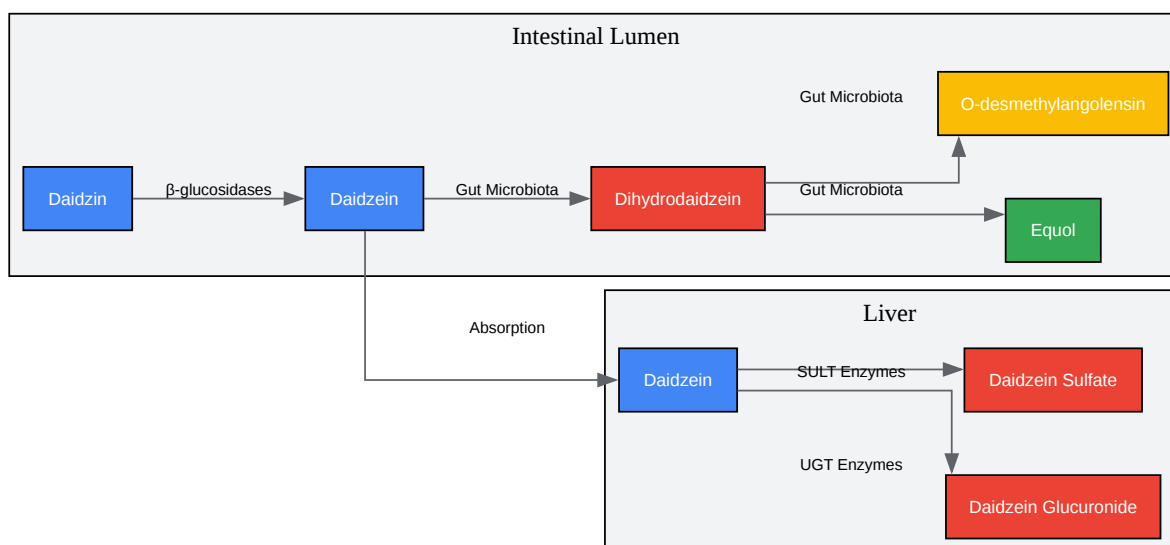 Intestinal Lumen
Gut Microbiota
O-desmethylangolensin
Daidzin
β-glucosidases
Daidzein
Gut Microbiota
Dihydrodaidzein
Gut Microbiota
Equol
Absorption
Liver
Daidzein
SULT Enzymes
Daidzein Sulfate
UGT Enzymes
Daidzein Glucuronide